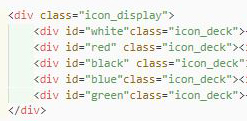 <div class="icon_display">
<div id="white"class="icon_deck">
<div id="red" class="icon_deck"><
<div id="black" class="icon_deck"
<div id="blue"class="icon_deck"><
<div id="green"class="icon_deck">
</div>